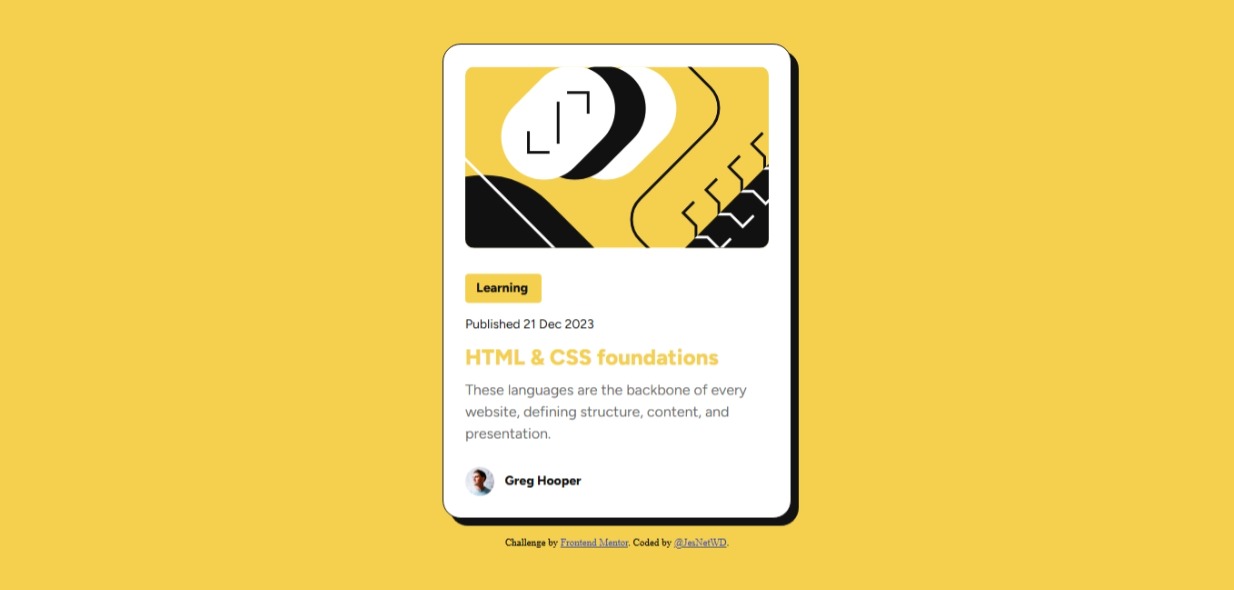 Learning
Published 21 Dec 2023
HTML & CSS foundations
These languages are the backbone of every
website, defining structure, content, and
presentation.
Greg Hooper
Challenge by Frontend Mentor. Coded by @JesNetWD.